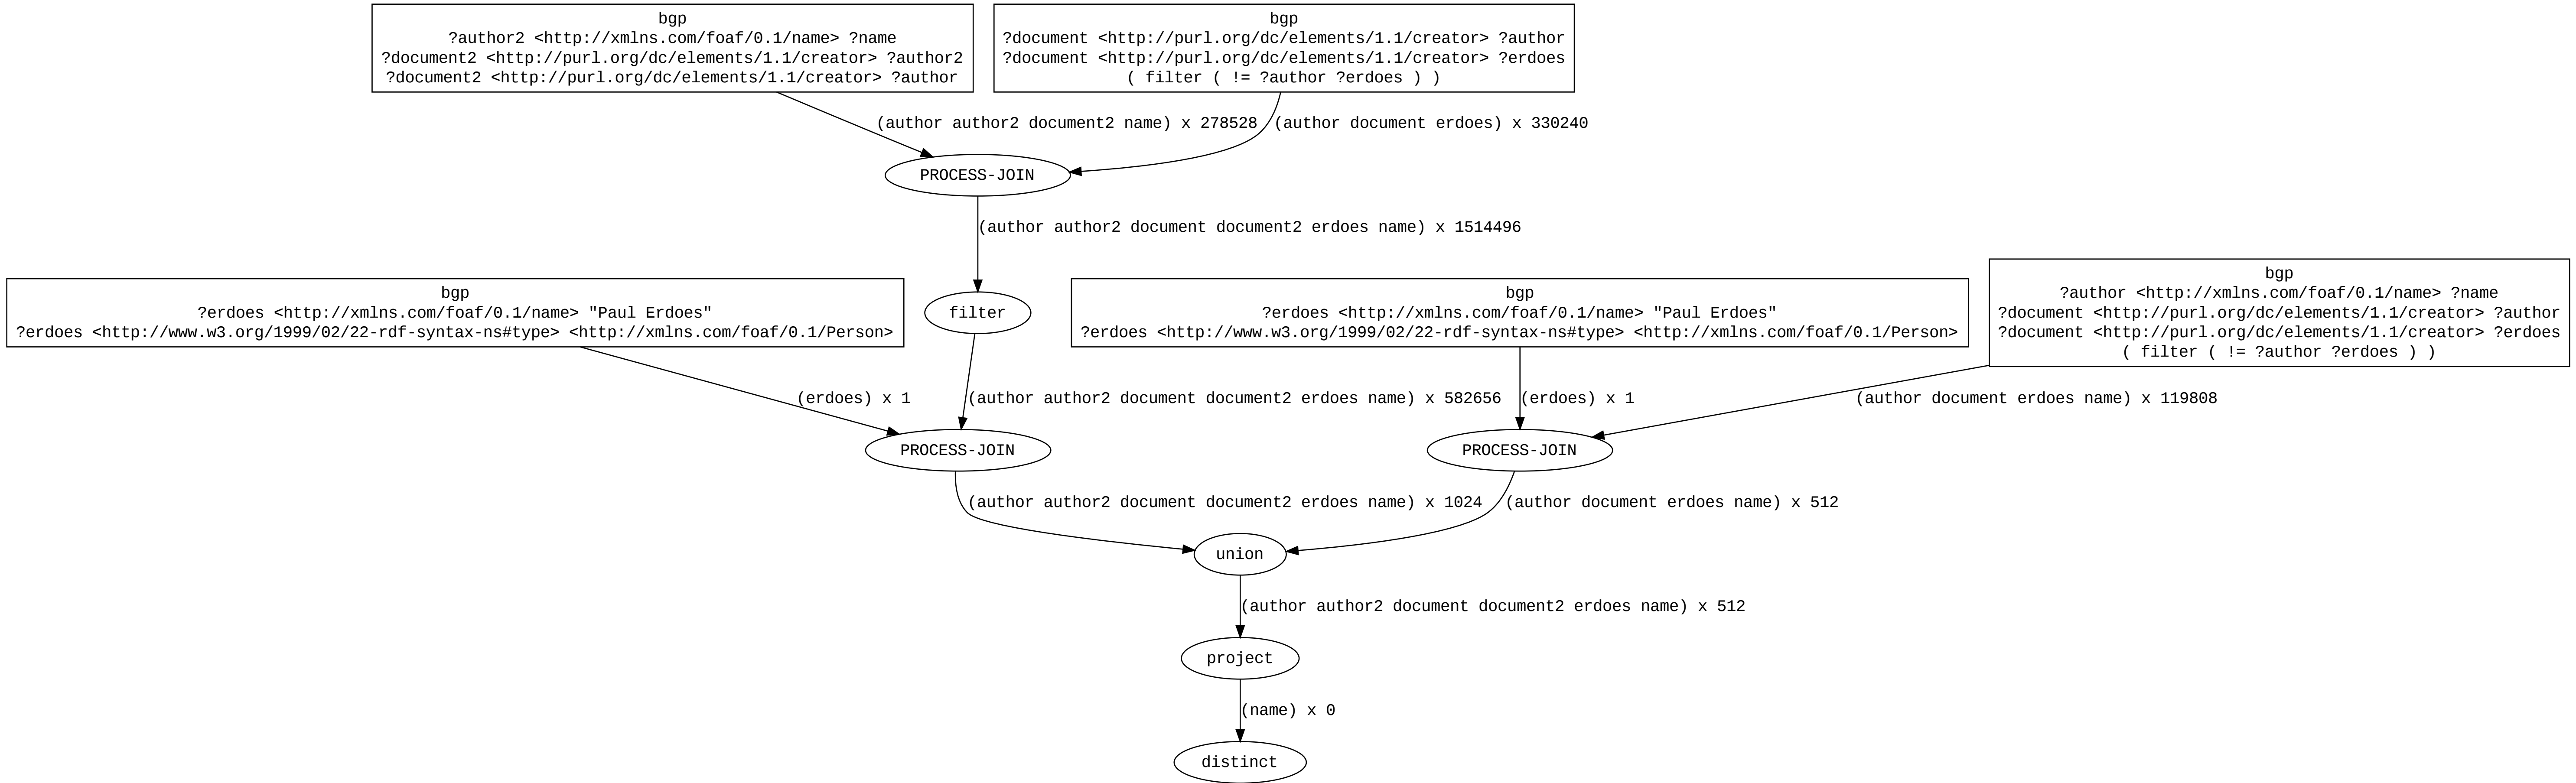 bgp
?author2 <http://xmlns.com/foaf/0.1/name> ?name
?document2 <http://purl.org/dc/elements/1.1/creator> ?author2
?document2 <http://purl.org/dc/elements/1.1/creator> ?author
bgp
?document <http://purl.org/dc/elements/1.1/creator> ?author
?document <http://purl.org/dc/elements/1.1/creator> ?erdoes
( filter ( != ?author ?erdoes ) )
(author author2 document2 name) x 278528
(author document erdoes) x 330240
PROCESS-JOIN
(author author2 document document2 erdoes name) x 1514496
bgp
?erdoes <http://xmlns.com/foaf/0.1/name> "Paul Erdoes"
?erdoes <http://www.w3.org/1999/02/22-rdf-syntax-ns#type> <http://xmlns.com/foaf/0.1/Person>
filter
bgp
?erdoes <http://xmlns.com/foaf/0.1/name> "Paul Erdoes"
?erdoes <http://www.w3.org/1999/02/22-rdf-syntax-ns#type> <http://xmlns.com/foaf/0.1/Person>
bgp
?author <http://xmlns.com/foaf/0.1/name> ?name
?document <http://purl.org/dc/elements/1.1/creator> ?author
?document <http://purl.org/dc/elements/1.1/creator> ?erdoes
( filter ( != ?author ?erdoes ) )
(erdoes) x 1
(author author2 document document2 erdoes name) x 582656
(erdoes) x 1
(author document erdoes name) x 119808
PROCESS-JOIN
PROCESS-JOIN
(author author2 document document2 erdoes name) x 1024
(author document erdoes name) x 512
union
(author author2 document document2 erdoes name) x 512
project
(name) x 0
distinct